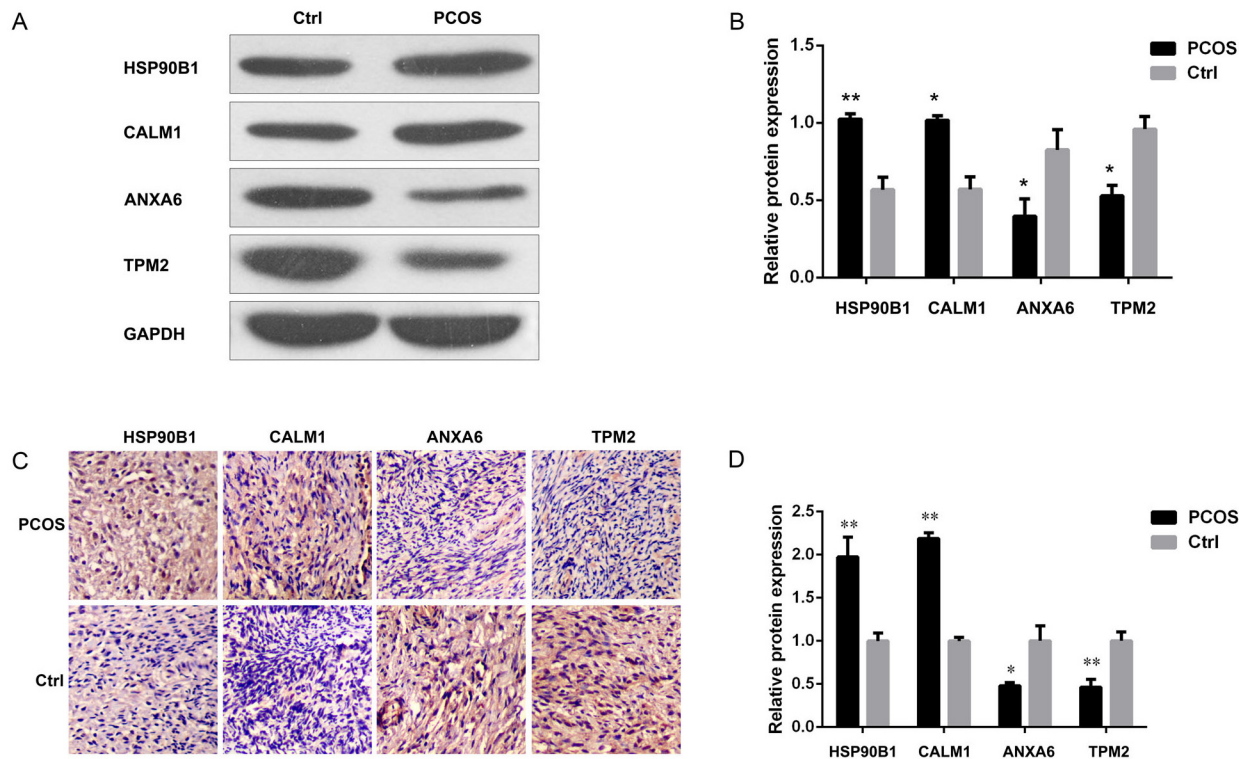 A
Ctrl PCOS
HSP90B1
CALM1
ANXA6
TPM2
GAPDH
B
PCOS
Ctrl
Relative protein expression
1.5
1.0
0.5
0.0
** * * *
HSP90B1 CALM1 ANXA6 TPM2
C
HSP90B1 CALM1 ANXA6 TPM2
PCOS
Ctrl
D
PCOS
Ctrl
Relative protein expression
2.5
2.0
1.5
1.0
0.5
0.0
** ** * **
HSP90B1 CALM1 ANXA6 TPM2